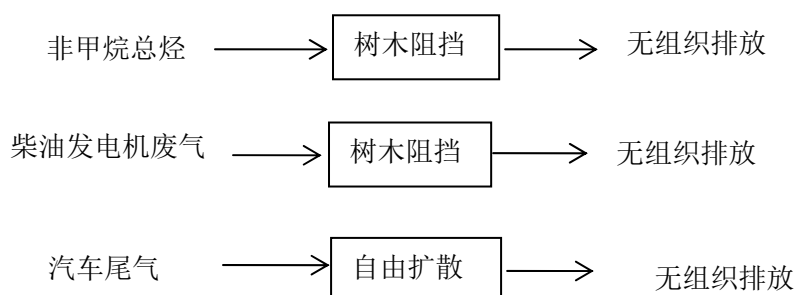 非甲烷总烃 树木阻挡 无组织排放
柴油发电机废气 树木阻挡 无组织排放
汽车尾气 自由扩散 无组织排放